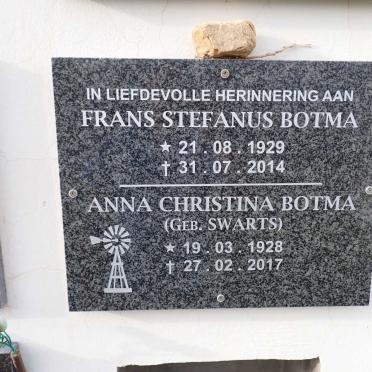 IN LIEFDEVOLLE HERINNERING AAN
FRANS STEFANUS BOTMA
★ 21 . 08 . 1929
† 31 . 07 . 2014
ANNA CHRISTINA BOTMA
(GEB. SWARTS)
★ 19 . 03 . 1928
† 27 . 02 . 2017